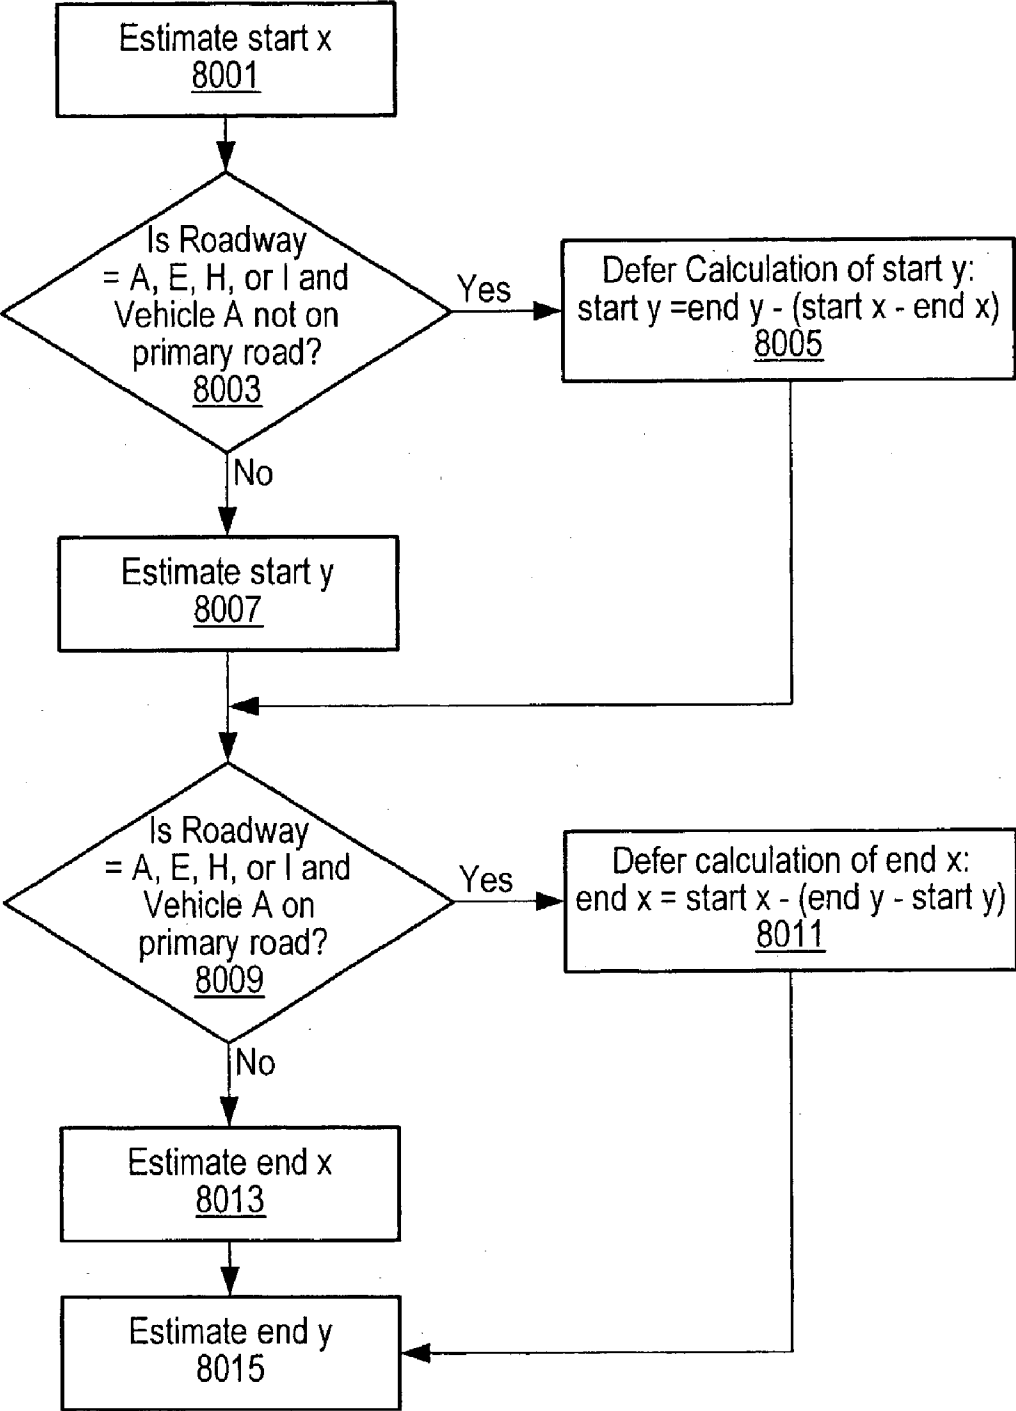 Estimate start x
8001
Is Roadway
= A, E, H, or I and
Vehicle A not on
primary road?
8003
Yes
Defer Calculation of start y:
start y =end y - (start x - end x)
8005
No
Estimate start y
8007
Is Roadway
= A, E, H, or I and
Vehicle A on
primary road?
8009
Yes
Defer calculation of end x:
end x = start x - (end y - start y)
8011
No
Estimate end x
8013
Estimate end y
8015